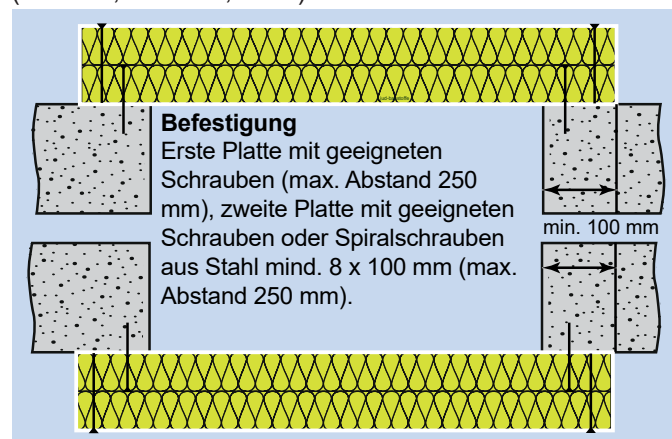 Befestigung
Erste Platte mit geeigneten
Schrauben (max. Abstand 250
mm), zweite Platte mit geeigneten
Schrauben oder Spiralschrauben
aus Stahl mind. 8 x 100 mm (max.
Abstand 250 mm).
min. 100 mm